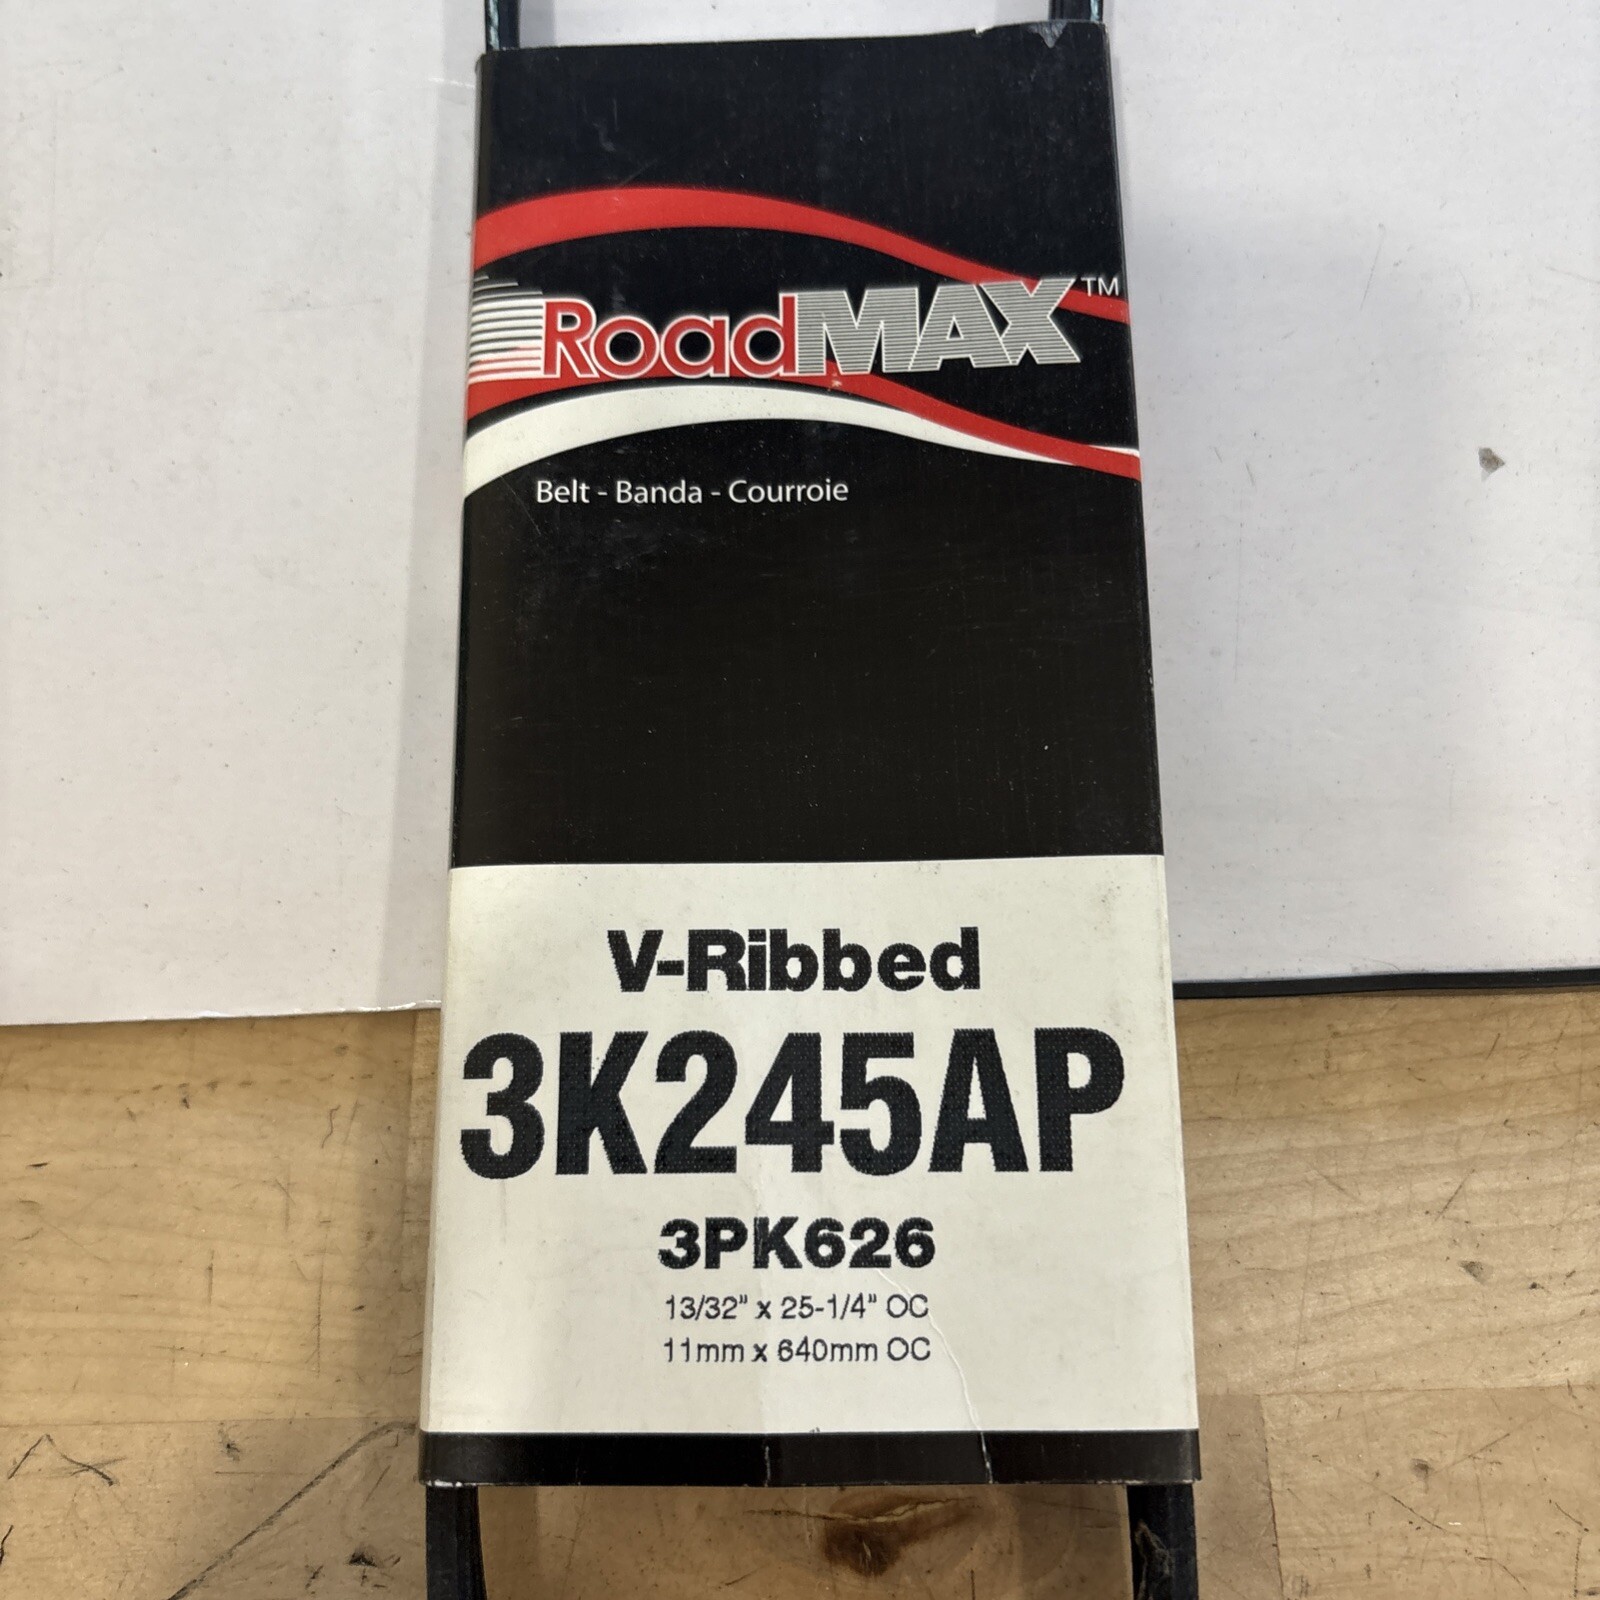 RoadMAX™
Belt - Banda - Courroie
V-Ribbed
3K245AP
3PK626
13/32" x 25-1/4" OC
11mm x 640mm OC